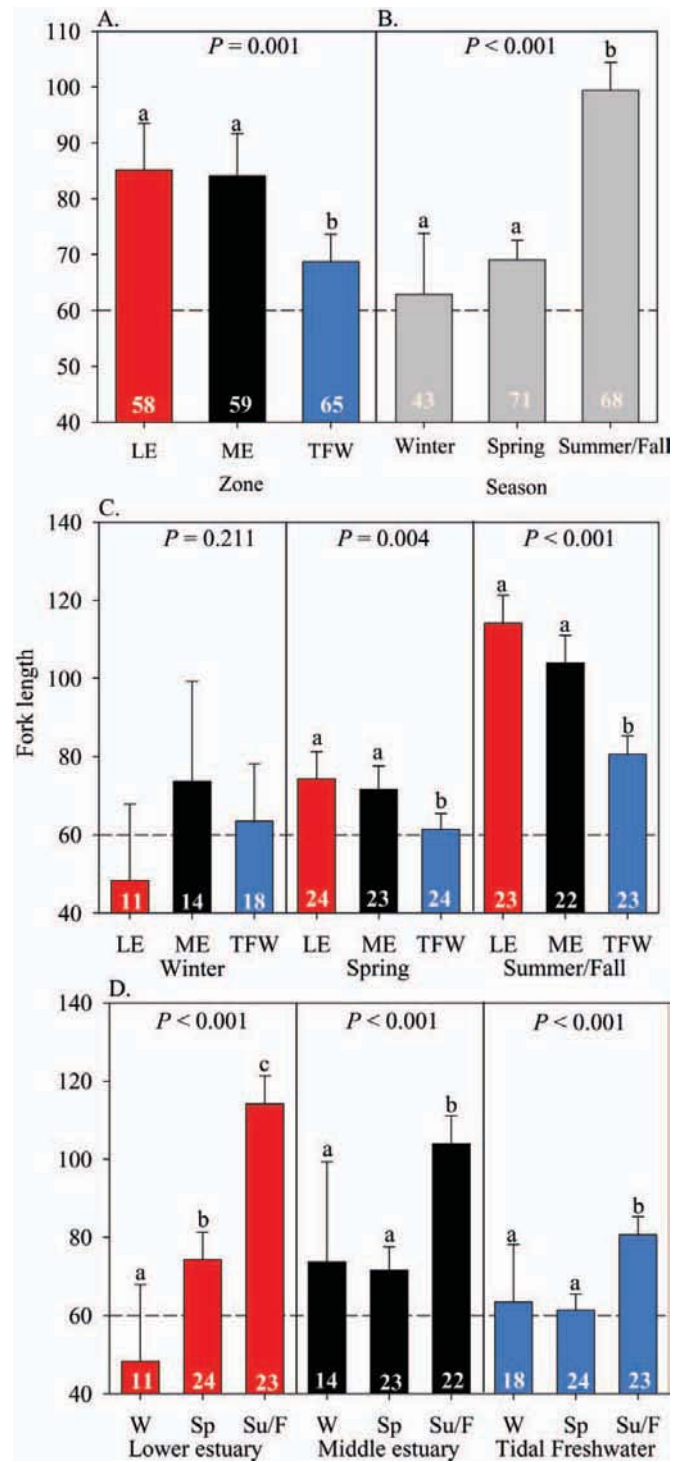 A. B.
P = 0.001 P < 0.001
110
100
90
80
70
60
50
40
a a b a a b
58 59 65 43 71 68
LE ME TFW Winter Spring Summer/Fall
Zone Season
C.
P = 0.211 P = 0.004 P < 0.001
Fork length
140
120
100
80
60
40
a a b a a b
11 14 18 24 23 24 23 22 23
LE ME TFW LE ME TFW LE ME TFW
Winter Spring Summer/Fall
D.
P < 0.001 P < 0.001 P < 0.001
140
120
100
80
60
40
a b c a a b a a b
11 24 23 14 23 22 18 24 23
W Sp Su/F W Sp Su/F W Sp Su/F
Lower estuary Middle estuary Tidal Freshwater